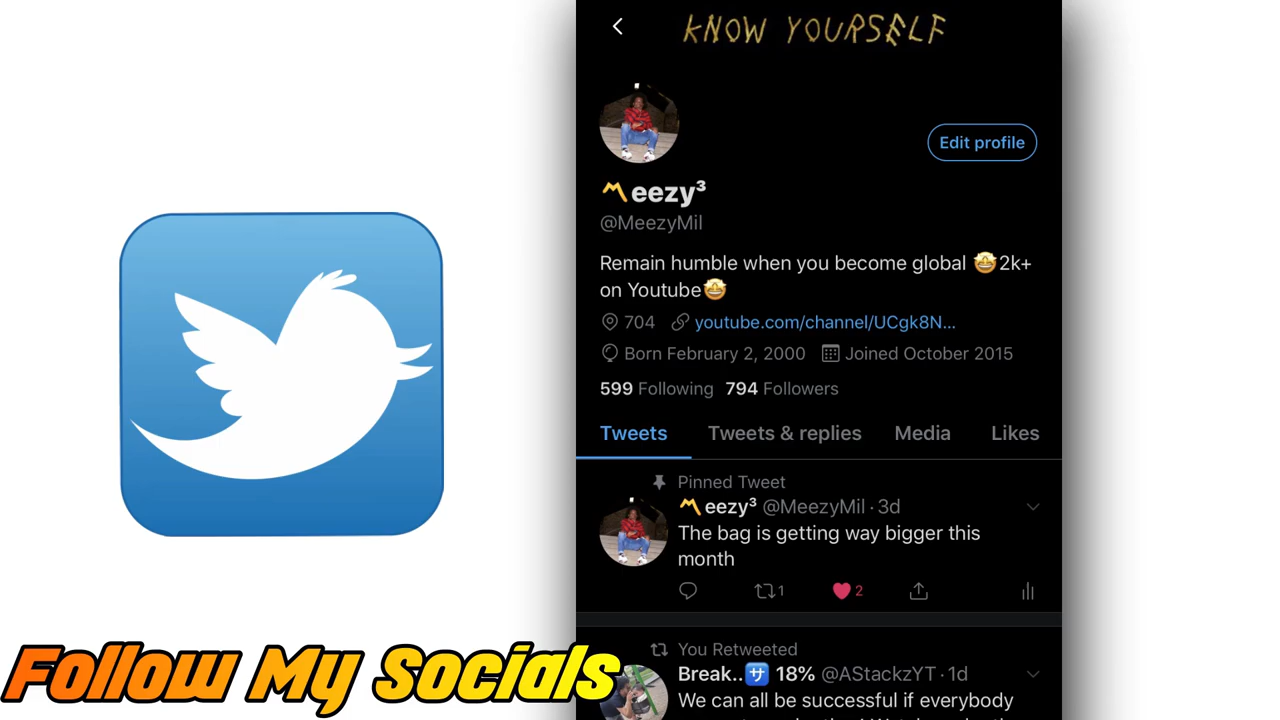 KNOW YOURSELF
Edit profile
〽️eezy³
@MeezyMil
Remain humble when you become global 🤩2k+
on Youtube🤩
704 youtube.com/channel/UCgk8N...
Born February 2, 2000 Joined October 2015
599 Following 794 Followers
Tweets Tweets & replies Media Likes
Pinned Tweet
〽️eezy³ @MeezyMil · 3d
The bag is getting way bigger this
month
1 2
You Retweeted
Break..🈂️ 18% @AStackzYT · 1d
We can all be successful if everybody
Follow My Socials